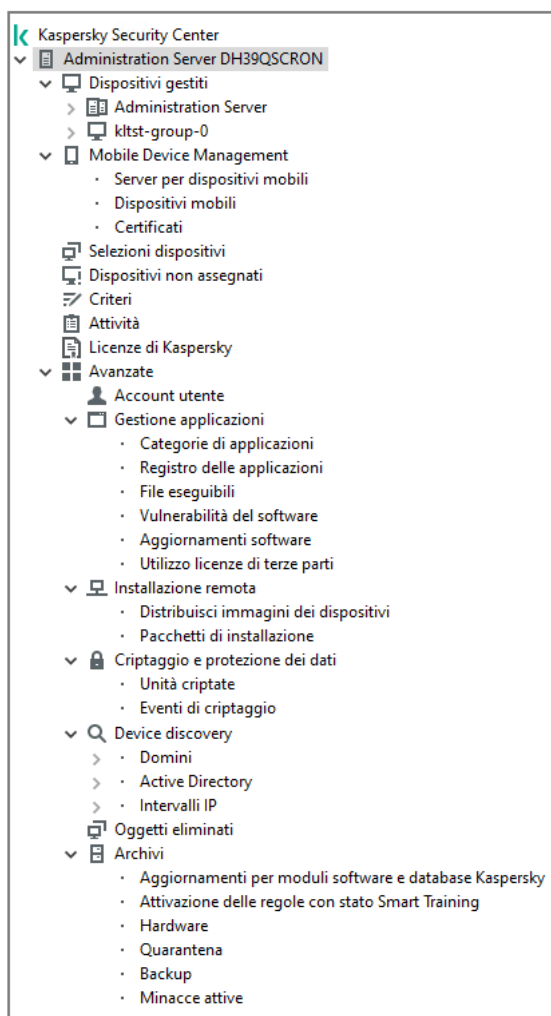 Kaspersky Security Center
Administration Server DH39QSCRON
Dispositivi gestiti
Administration Server
kltst-group-0
Mobile Device Management
Server per dispositivi mobili
Dispositivi mobili
Certificati
Selezioni dispositivi
Dispositivi non assegnati
Criteri
Attività
Licenze di Kaspersky
Avanzate
Account utente
Gestione applicazioni
Categorie di applicazioni
Registro delle applicazioni
File eseguibili
Vulnerabilità del software
Aggiornamenti software
Utilizzo licenze di terze parti
Installazione remota
Distribuisci immagini dei dispositivi
Pacchetti di installazione
Criptaggio e protezione dei dati
Unità criptate
Eventi di criptaggio
Device discovery
Domini
Active Directory
Intervalli IP
Oggetti eliminati
Archivi
Aggiornamenti per moduli software e database Kaspersky
Attivazione delle regole con stato Smart Training
Hardware
Quarantena
Backup
Minacce attive